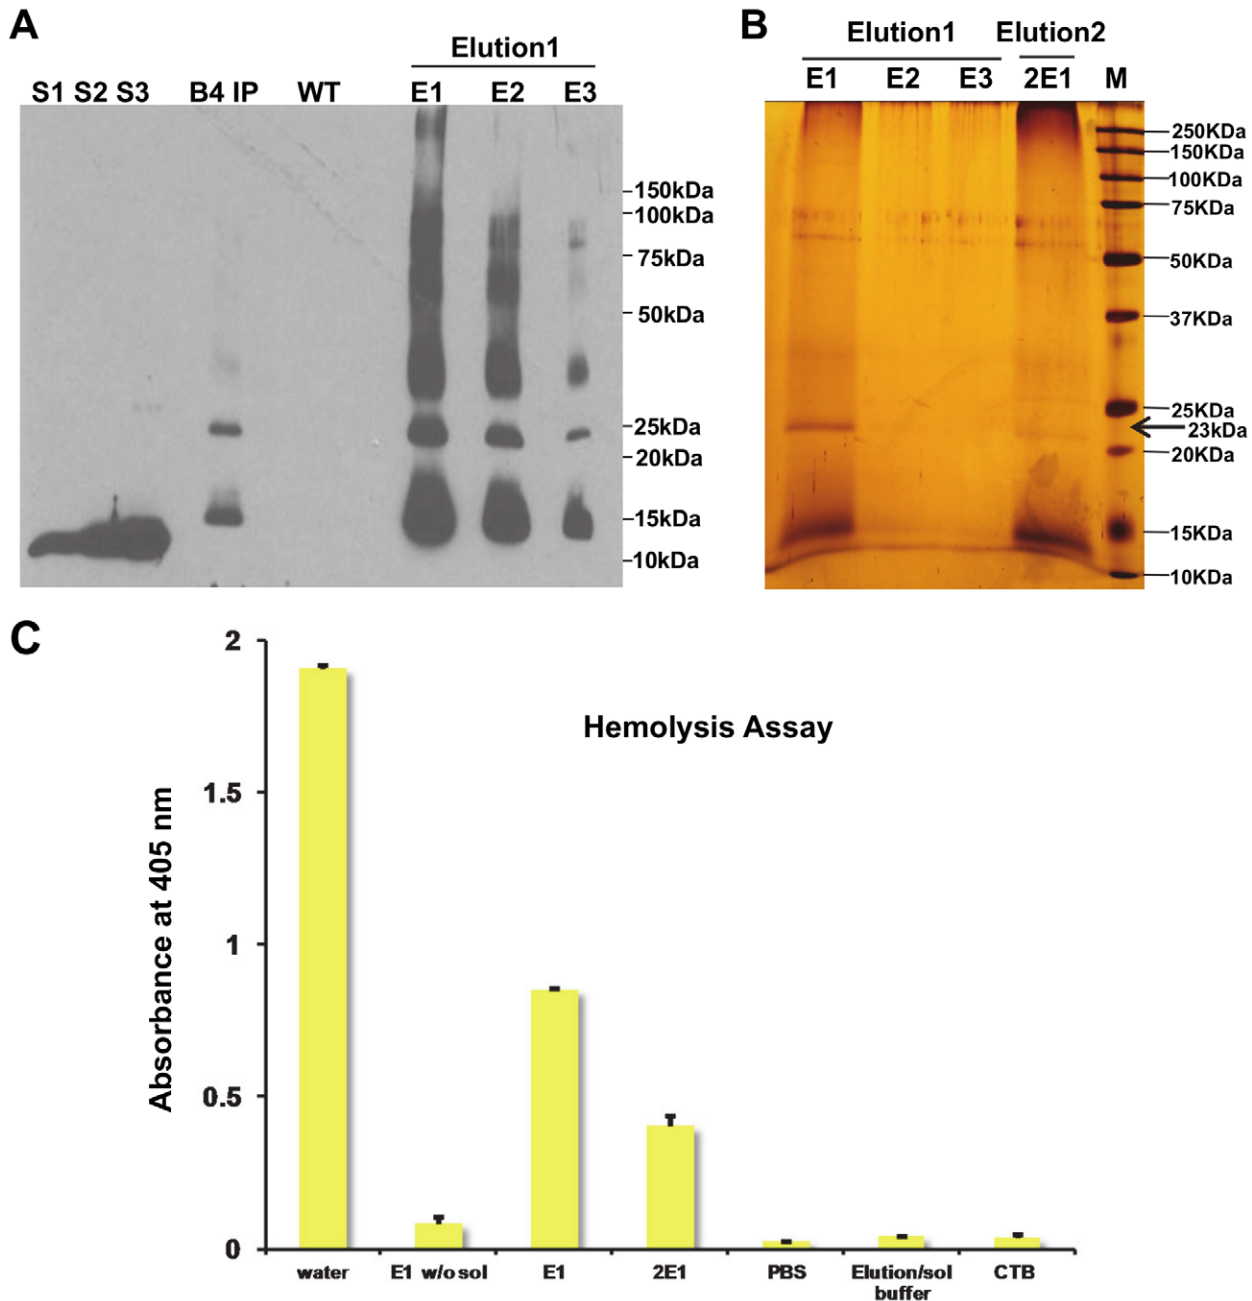 A
Elution1
S1 S2 S3 B4 IP WT E1 E2 E3
150kDa
100kDa
75kDa
50kDa
25kDa
20kDa
15kDa
10kDa
B
Elution1 Elution2
E1 E2 E3 2E1 M
250KDa
150KDa
100KDa
75KDa
50KDa
37KDa
25KDa
23kDa
20KDa
15KDa
10KDa
C
Hemolysis Assay
Absorbance at 405 nm
2
1.5
1
0.5
0
water E1 w/o sol E1 2E1 PBS Elution/sol buffer CTB